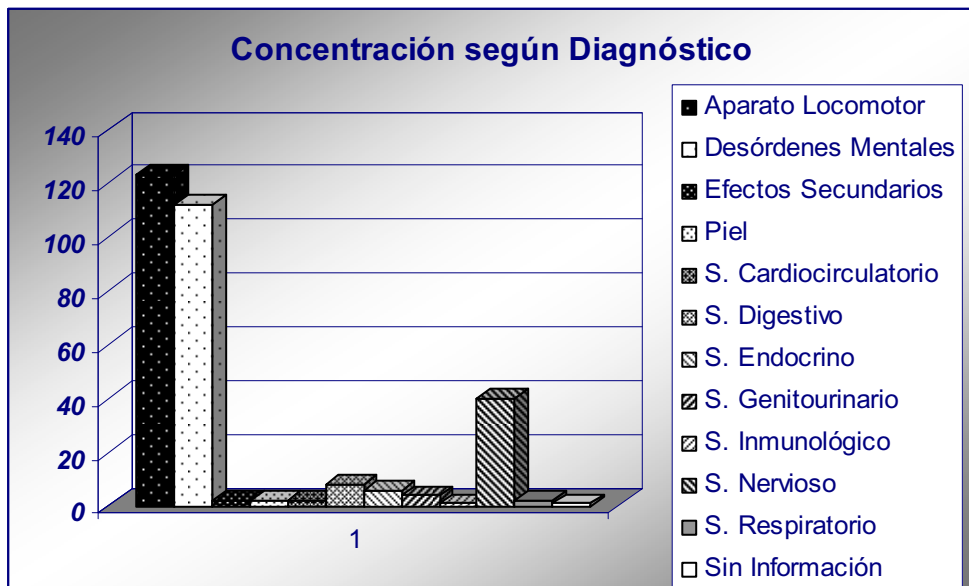 Concentración según Diagnóstico
140
120
100
80
60
40
20
0
1
Aparato Locomotor
Desórdenes Mentales
Efectos Secundarios
Piel
S. Cardiocirculatorio
S. Digestivo
S. Endocrino
S. Genitourinario
S. Inmunológico
S. Nervioso
S. Respiratorio
Sin Información